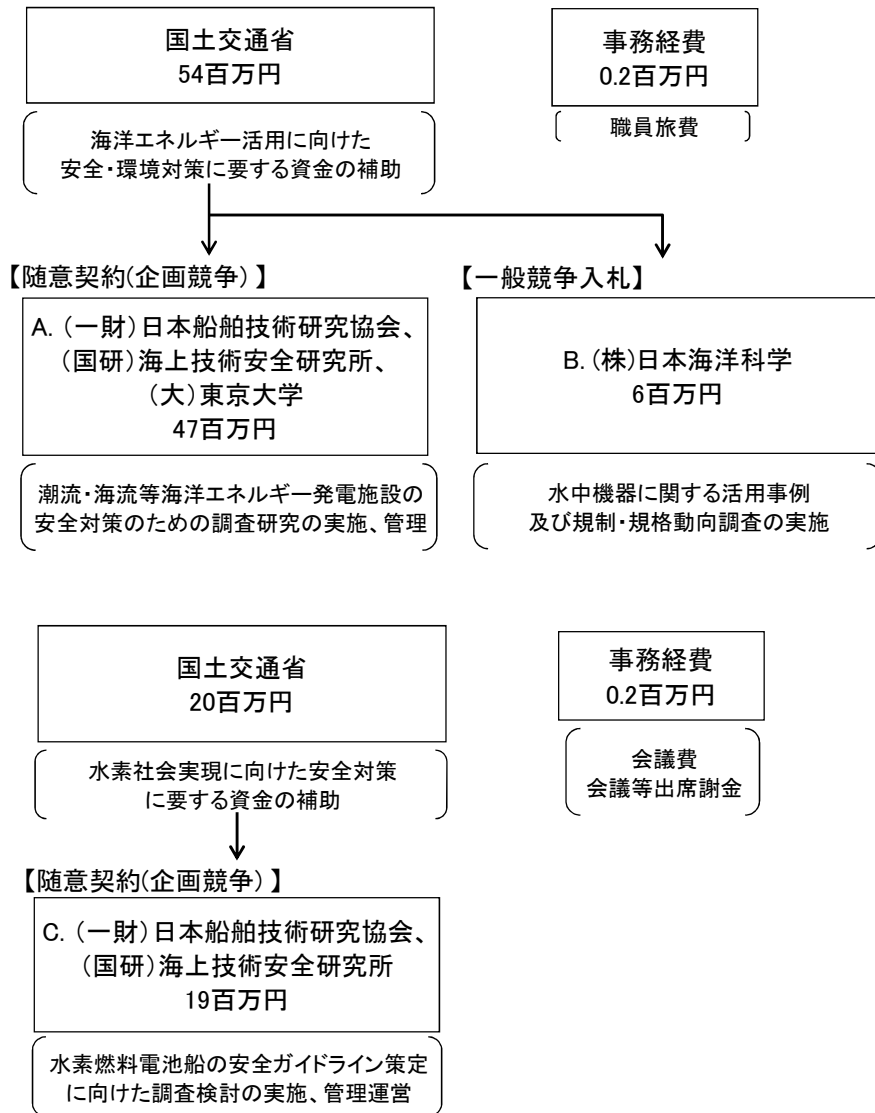 国土交通省
54百万円
事務経費
0.2百万円
海洋エネルギー活用に向けた
安全・環境対策に要する資金の補助
職員旅費
【随意契約(企画競争)】
【一般競争入札】
A.(一財)日本船舶技術研究協会、
(国研)海上技術安全研究所、
(大)東京大学
47百万円
B.(株)日本海洋科学
6百万円
潮流・海流等海洋エネルギー発電施設の
安全対策のための調査研究の実施、管理
水中機器に関する活用事例
及び規制・規格動向調査の実施
国土交通省
20百万円
事務経費
0.2百万円
水素社会実現に向けた安全対策
に要する資金の補助
会議費
会議等出席謝金
【随意契約(企画競争)】
C.(一財)日本船舶技術研究協会、
(国研)海上技術安全研究所
19百万円
水素燃料電池船の安全ガイドライン策定
に向けた調査検討の実施、管理運営